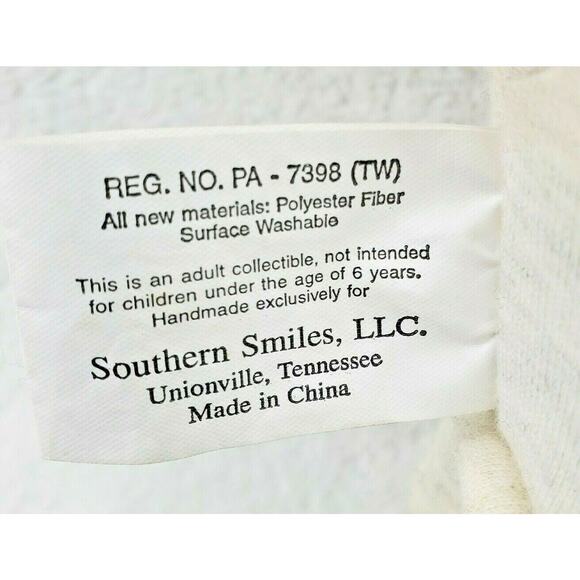 REG. NO. PA - 7398 (TW)
All new materials: Polyester Fiber
Surface Washable
This is an adult collectible, not intended
for children under the age of 6 years.
Handmade exclusively for
Southern Smiles, LLC.
Unionville, Tennessee
Made in China